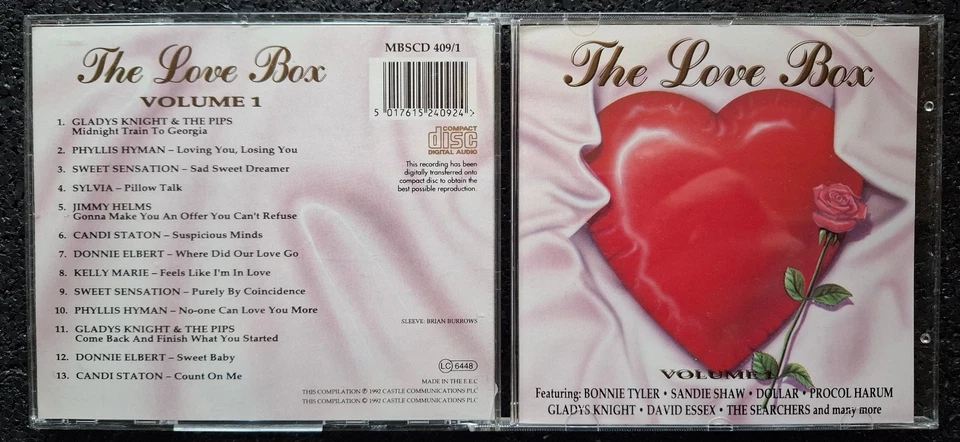 The Love Box
VOLUME 1
MBSCD 409/1
5 017615 240924 >
COMPACT
disc
DIGITAL AUDIO
This recording has been
digitally transferred onto
compact disc to obtain the
best possible reproduction.
1. GLADYS KNIGHT & THE PIPS
Midnight Train To Georgia
2. PHYLLIS HYMAN – Loving You, Losing You
3. SWEET SENSATION – Sad Sweet Dreamer
4. SYLVIA – Pillow Talk
5. JIMMY HELMS
Gonna Make You An Offer You Can't Refuse
6. CANDI STATON – Suspicious Minds
7. DONNIE ELBERT – Where Did Our Love Go
8. KELLY MARIE – Feels Like I'm In Love
9. SWEET SENSATION – Purely By Coincidence
10. PHYLLIS HYMAN – No-one Can Love You More
11. GLADYS KNIGHT & THE PIPS
Come Back And Finish What You Started
12. DONNIE ELBERT – Sweet Baby
13. CANDI STATON – Count On Me
SLEEVE: BRIAN BURROWS
LC 6448
MADE IN THE E.E.C
THIS COMPILATION ℗ 1992 CASTLE COMMUNICATIONS PLC
THIS COMPILATION © 1992 CASTLE COMMUNICATIONS PLC
The Love Box
VOLUME 1
Featuring: BONNIE TYLER • SANDIE SHAW • DOLLAR • PROCOL HARUM
GLADYS KNIGHT • DAVID ESSEX • THE SEARCHERS and many more